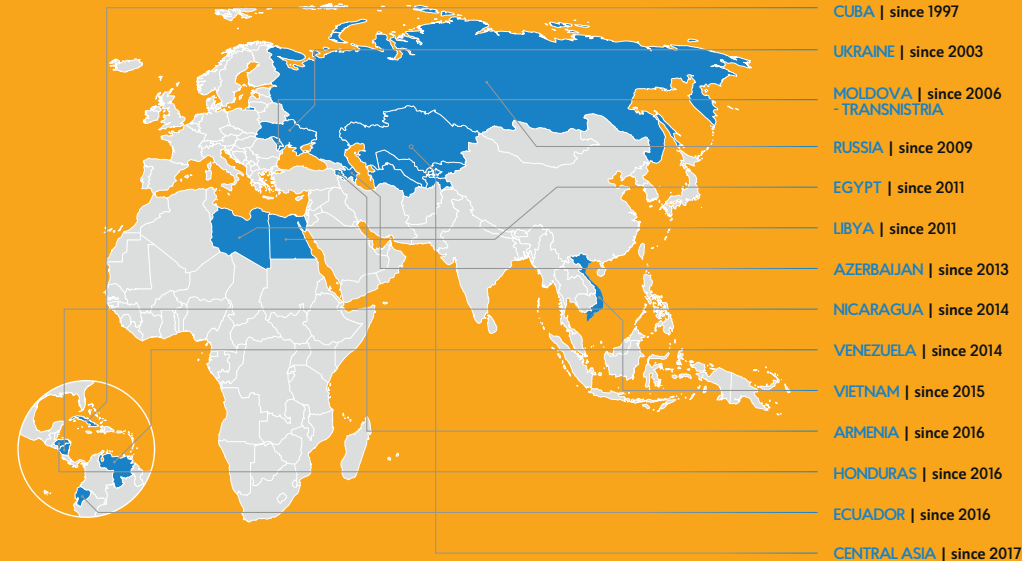 CUBA | since 1997
UKRAINE | since 2003
MOLDOVA | since 2006
- TRANSNISTRIA
RUSSIA | since 2009
EGYPT | since 2011
LIBYA | since 2011
AZERBAIJAN | since 2013
NICARAGUA | since 2014
VENEZUELA | since 2014
VIETNAM | since 2015
ARMENIA | since 2016
HONDURAS | since 2016
ECUADOR | since 2016
CENTRAL ASIA | since 2017